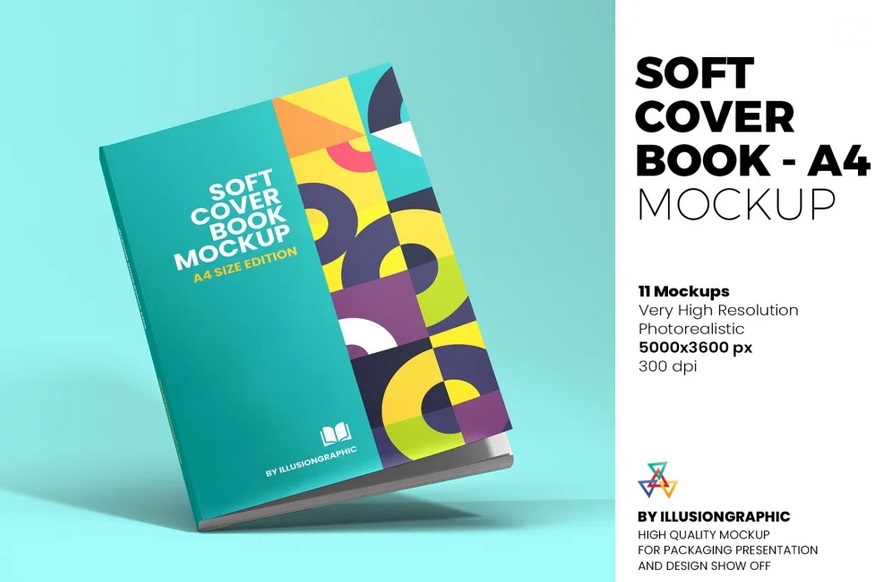 SOFT
COVER
BOOK
MOCKUP
A4 SIZE EDITION
BY ILLUSIONGRAPHIC
SOFT
COVER
BOOK - A4
MOCKUP
11 Mockups
Very High Resolution
Photorealistic
5000x3600 px
300 dpi
BY ILLUSIONGRAPHIC
HIGH QUALITY MOCKUP
FOR PACKAGING PRESENTATION
AND DESIGN SHOW OFF